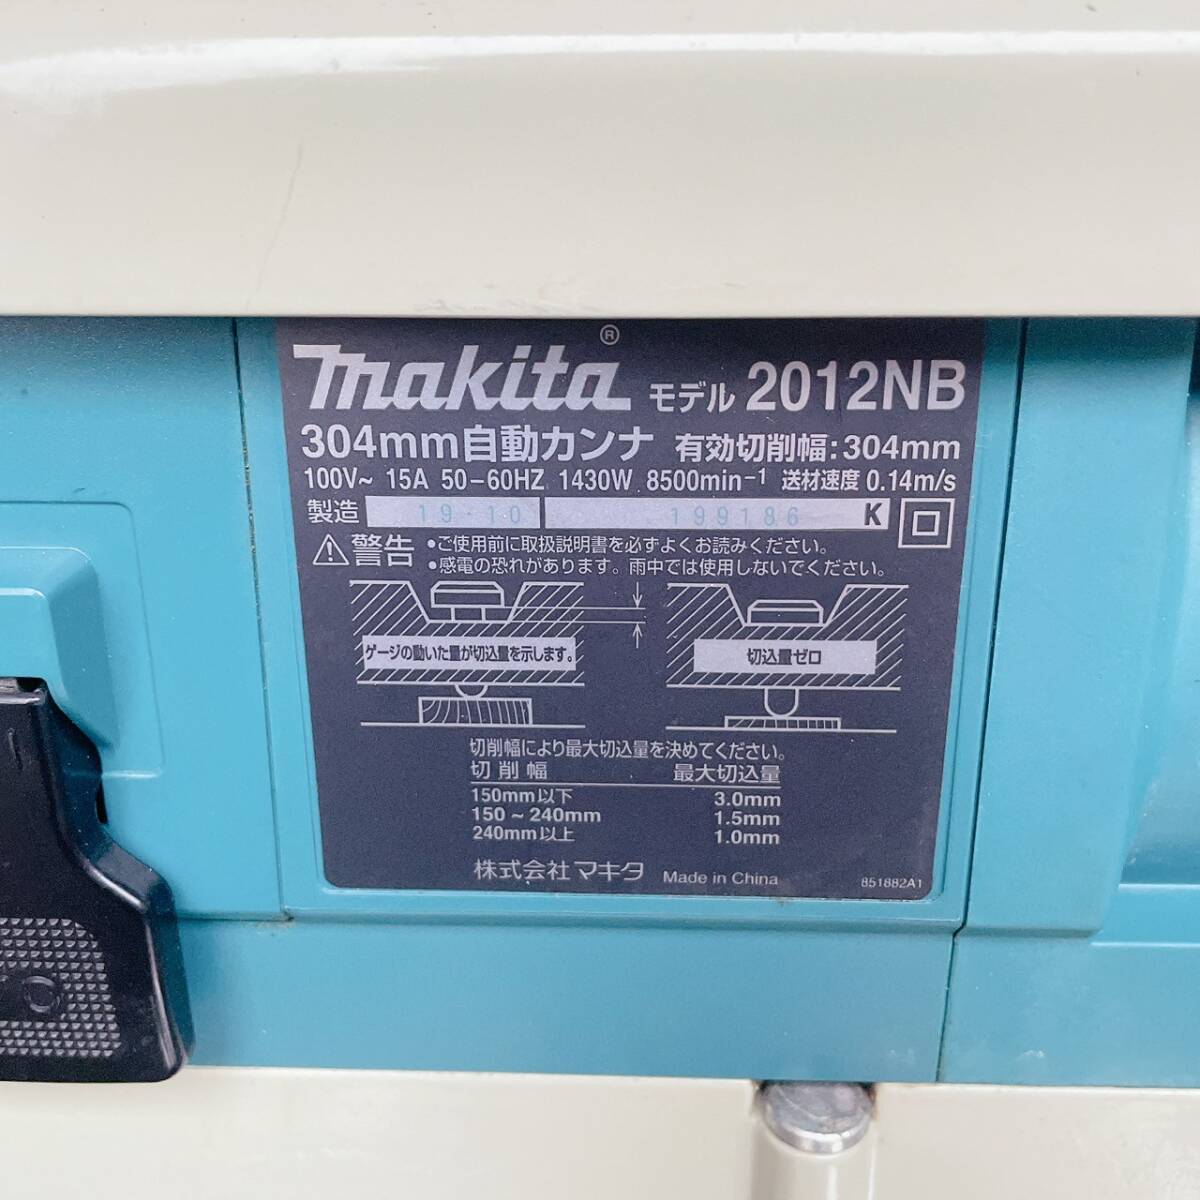 makita® モデル 2012NB
304mm自動カンナ 有効切削幅:304mm
100V~ 15A 50-60HZ 1430W 8500min-1 送材速度 0.14m/s
製造 19-10 199186 K
⚠警告 •ご使用前に取扱説明書を必ずよくお読みください。
•感電の恐れがあります。雨中では使用しないでください。
ゲージの動いた量が切込量を示します。
切込量ゼロ
切削幅により最大切込量を決めてください。
切削幅 最大切込量
150mm以下 3.0mm
150~240mm 1.5mm
240mm以上 1.0mm
株式会社マキタ Made in China 851882A1